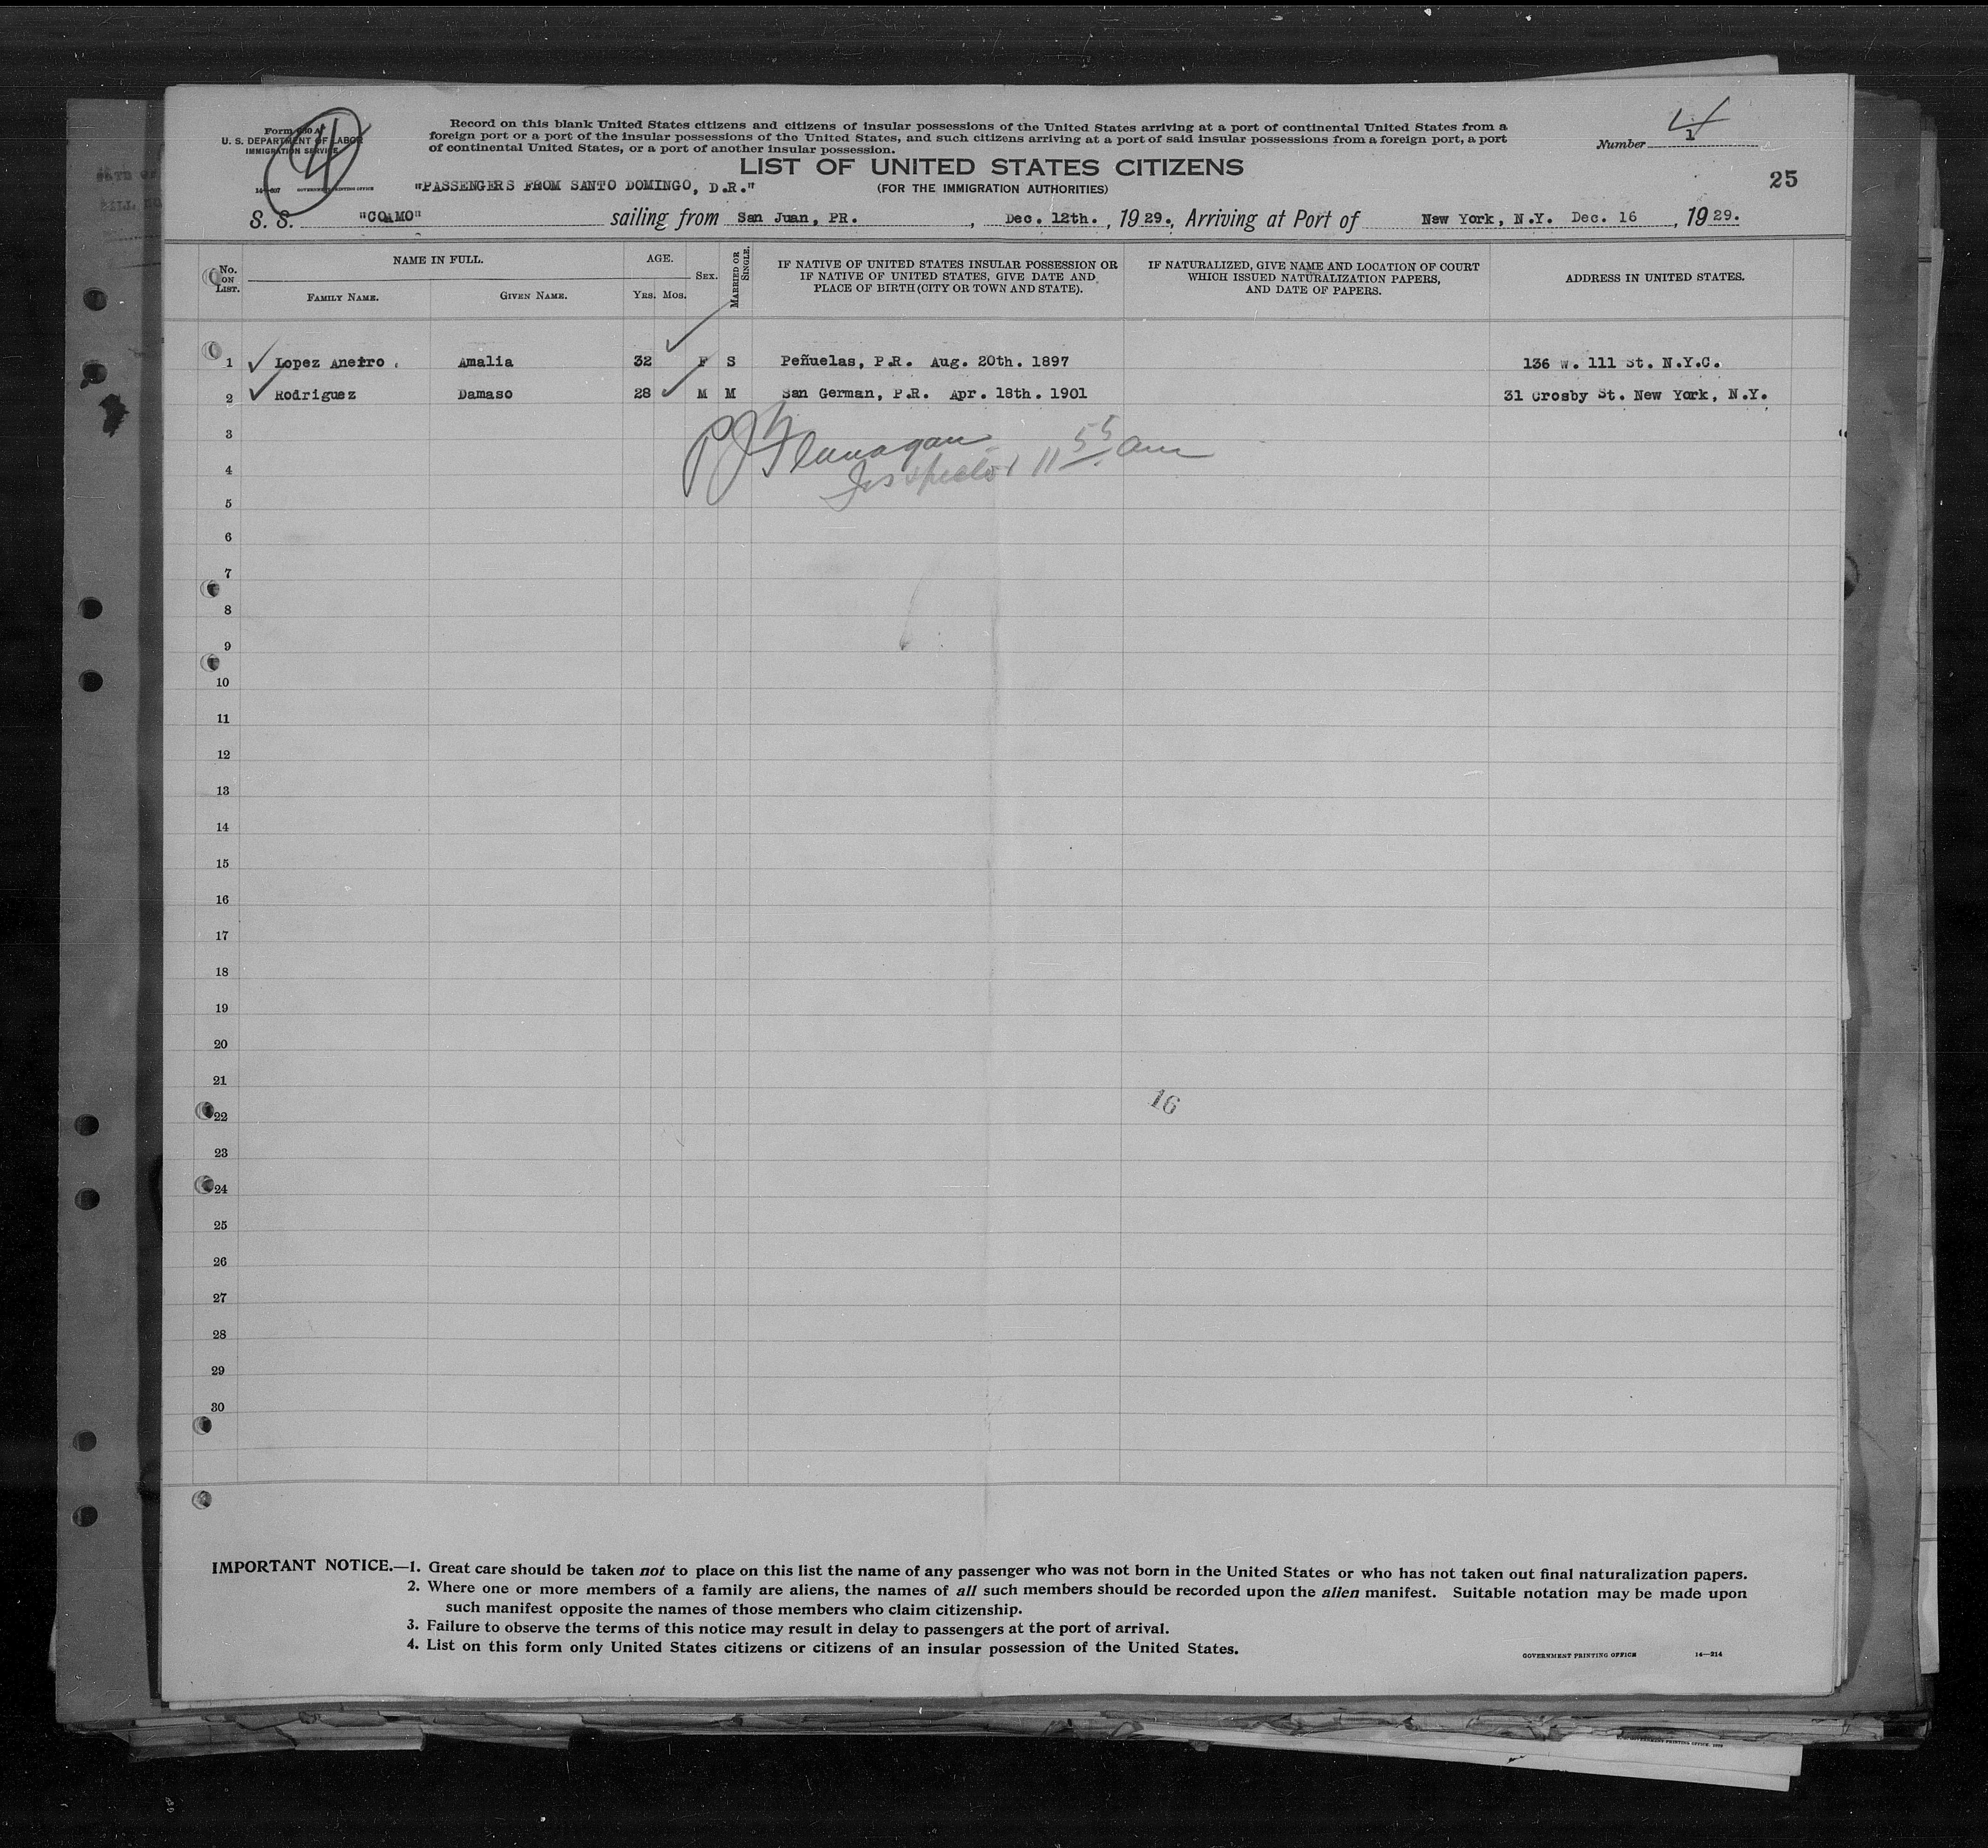 Form 630 A
U. S. DEPARTMENT OF LABOR
IMMIGRATION SERVICE
4
GOVERNMENT PRINTING OFFICE
Record on this blank United States citizens and citizens of insular possessions of the United States arriving at a port of continental United States from a
foreign port or a port of the insular possessions of the United States, and such citizens arriving at a port of said insular possessions from a foreign port, a port
of continental United States, or a port of another insular possession.
Number 1
4
LIST OF UNITED STATES CITIZENS
(FOR THE IMMIGRATION AUTHORITIES)
25
"PASSENGERS FROM SANTO DOMINGO, D.R."
S. S. "COAMO" sailing from San Juan, PR. , Dec. 12th. , 1929., Arriving at Port of New York, N.Y. Dec. 16 , 1929.
No. ON LIST. NAME IN FULL. FAMILY NAME. GIVEN NAME. AGE. YRS. MOS. SEX. MARRIED OR SINGLE. IF NATIVE OF UNITED STATES INSULAR POSSESSION OR IF NATIVE OF UNITED STATES, GIVE DATE AND PLACE OF BIRTH (CITY OR TOWN AND STATE). IF NATURALIZED, GIVE NAME AND LOCATION OF COURT WHICH ISSUED NATURALIZATION PAPERS, AND DATE OF PAPERS. ADDRESS IN UNITED STATES.
1 Lopez Aneiro Amalia 32 F S Peñuelas, P.R. Aug. 20th. 1897 136 W. 111 St. N.Y.C.
2 Rodriguez Damaso 28 M M San German, P.R. Apr. 18th. 1901 31 Crosby St. New York, N.Y.
3 PJ Flanagan
4 Inspector 11 55 am
5
6
7
8
9
10
11
12
13
14
15
16
17
18
19
20
21
16
22
23
24
25
26
27
28
29
30
IMPORTANT NOTICE.—1. Great care should be taken not to place on this list the name of any passenger who was not born in the United States or who has not taken out final naturalization papers.
2. Where one or more members of a family are aliens, the names of all such members should be recorded upon the alien manifest. Suitable notation may be made upon
such manifest opposite the names of those members who claim citizenship.
3. Failure to observe the terms of this notice may result in delay to passengers at the port of arrival.
4. List on this form only United States citizens or citizens of an insular possession of the United States.
GOVERNMENT PRINTING OFFICE 14—214